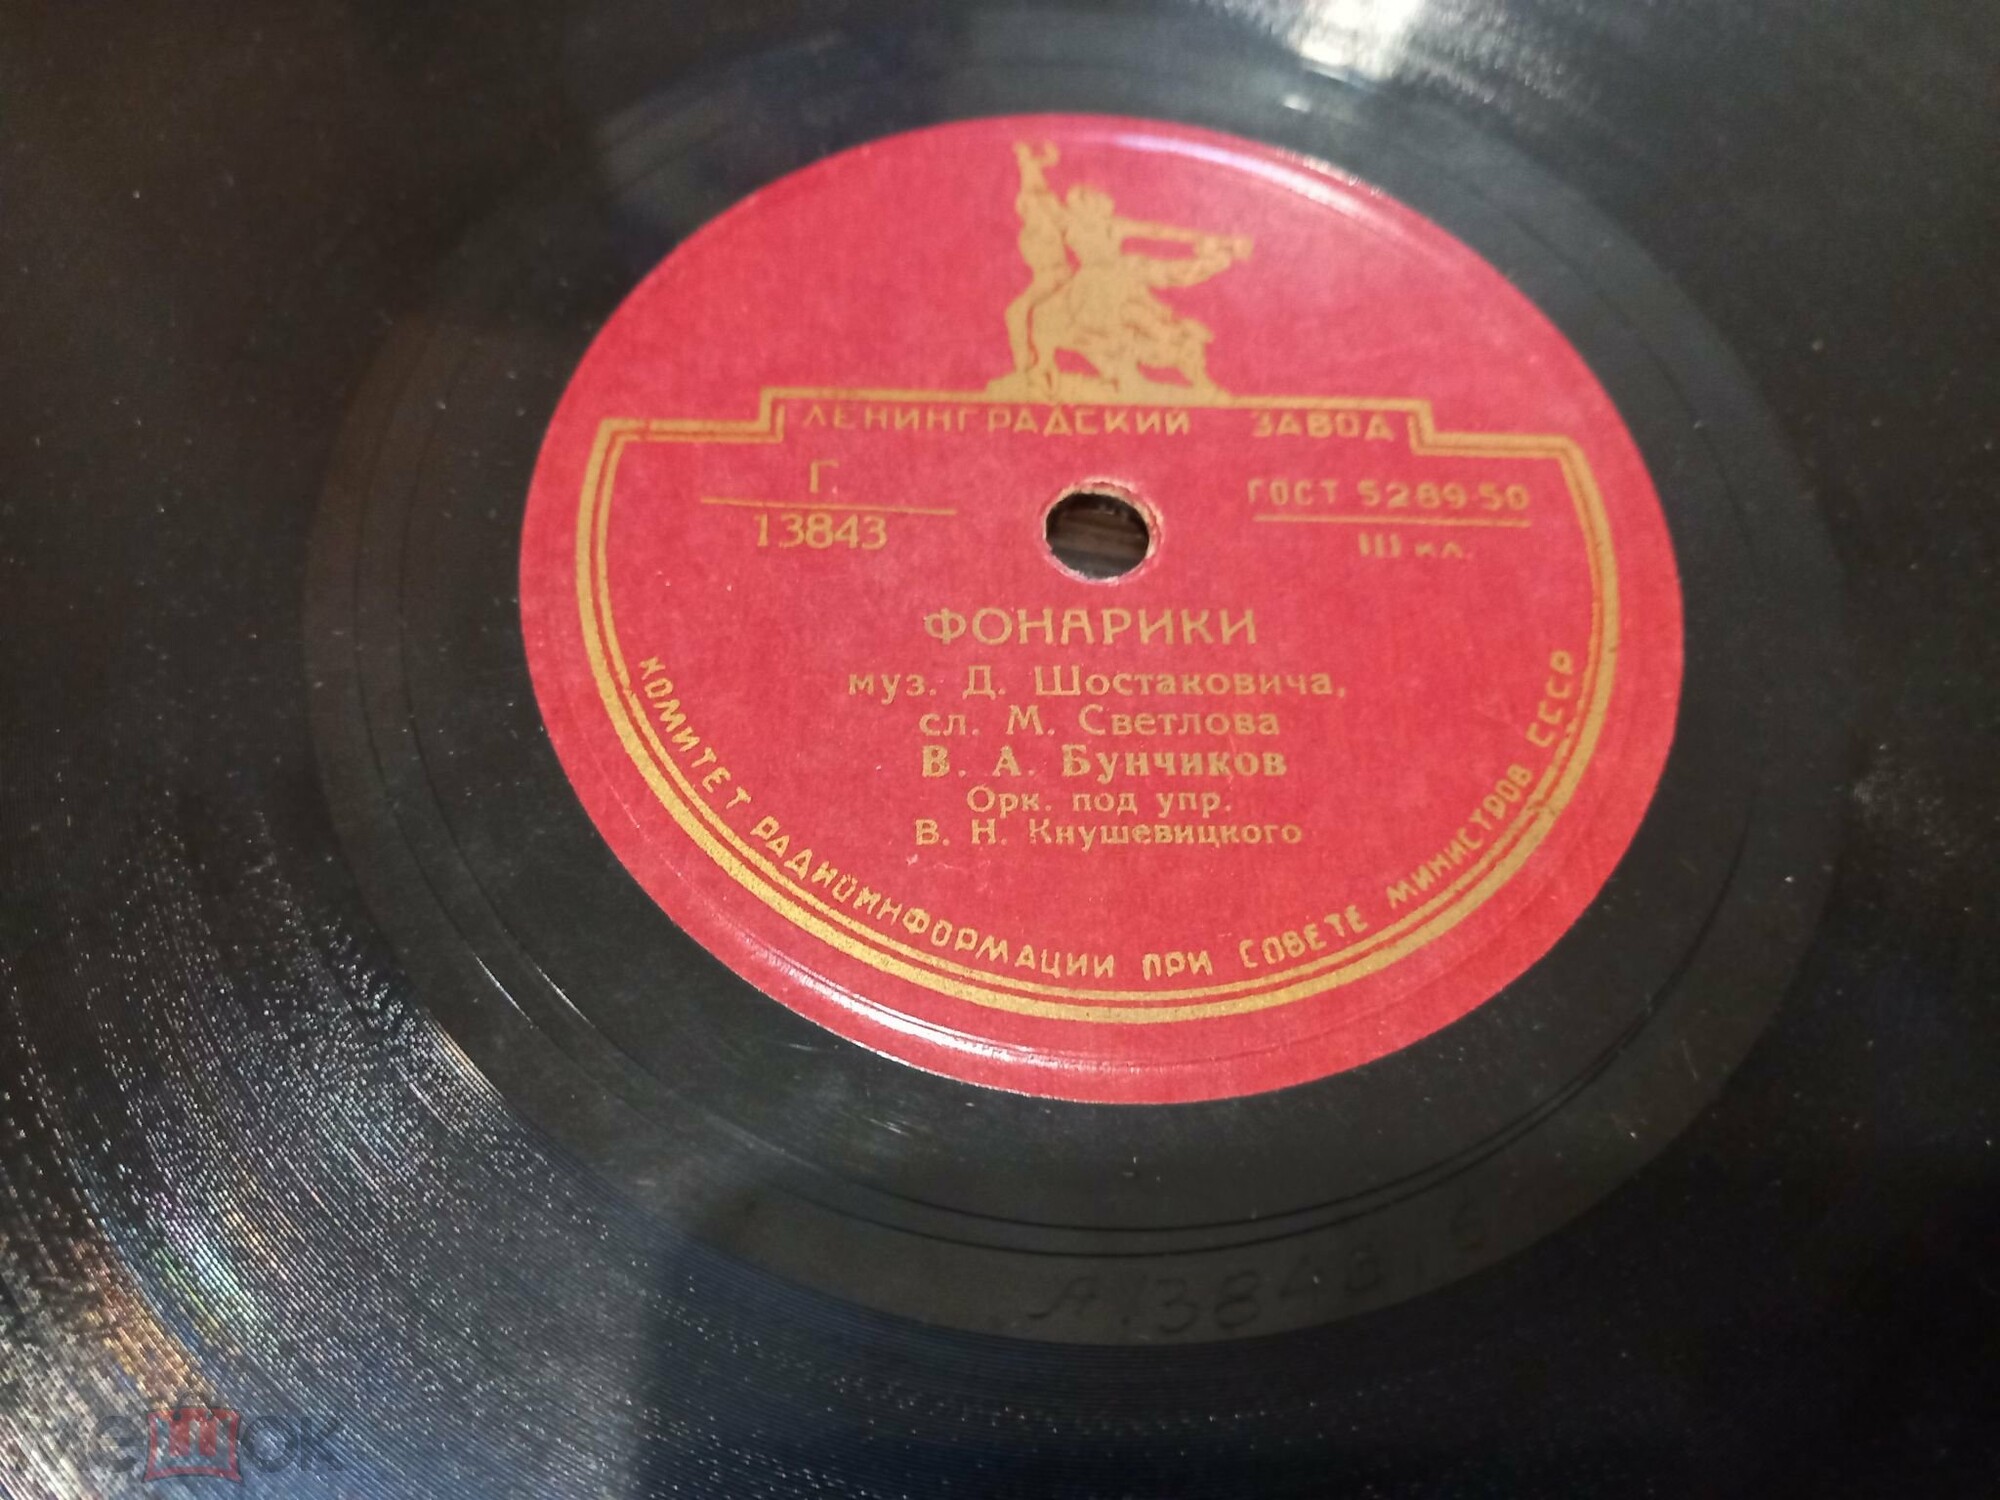 ЛЕНИНГРАДСКИЙ ЗАВОД
Г.
13843
ГОСТ 5289-50
III кл.
ФОНАРИКИ
муз. Д. Шостаковича,
сл. М. Светлова
В. А. Бунчиков
Орк. под упр.
В. Н. Кнушевицкого
КОМИТЕТ РАДИОИНФОРМАЦИИ ПРИ СОВЕТЕ МИНИСТРОВ СССР
мешок